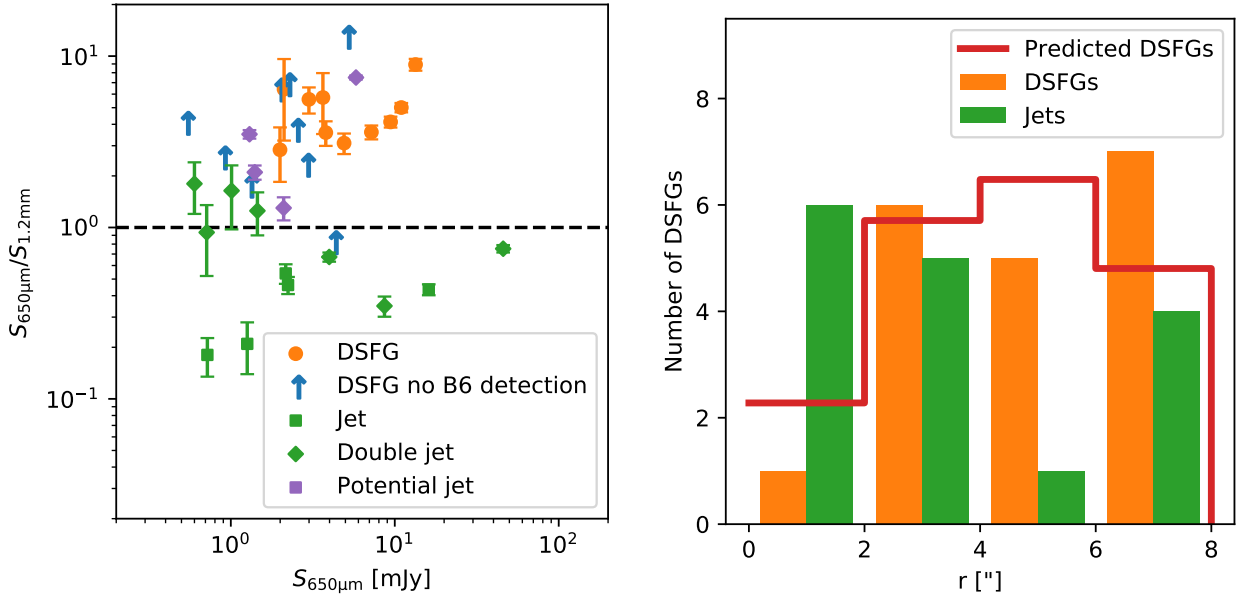 10¹
10⁰
10⁻¹
S₆₅₀μₘ/S₁.₂ₘₘ
DSFG
DSFG no B6 detection
Jet
Double jet
Potential jet
10⁰ 10¹ 10²
S₆₅₀μₘ [mJy]
Predicted DSFGs
DSFGs
Jets
8
6
4
2
0
Number of DSFGs
0 2 4 6 8
r ["]